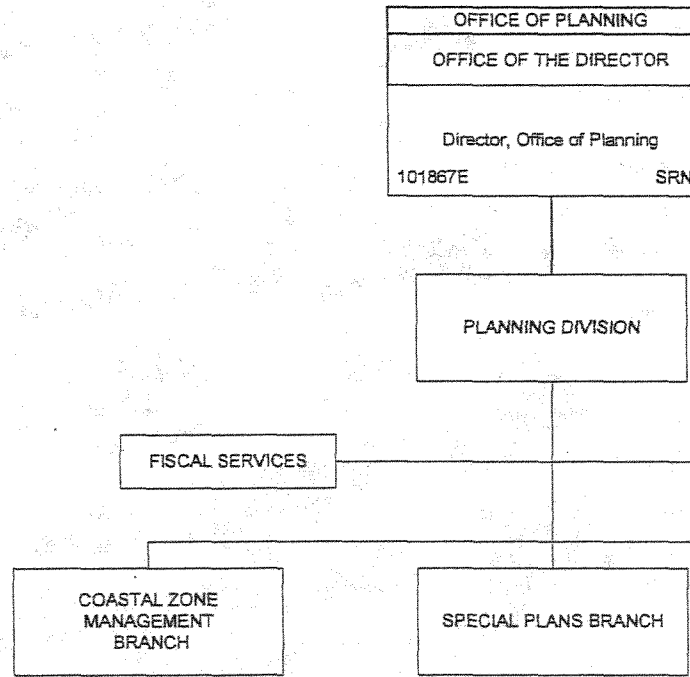 OFFICE OF PLANNING
OFFICE OF THE DIRECTOR
Director, Office of Planning
101867E SRN
PLANNING DIVISION
FISCAL SERVICES
COASTAL ZONE
MANAGEMENT
BRANCH
SPECIAL PLANS BRANCH